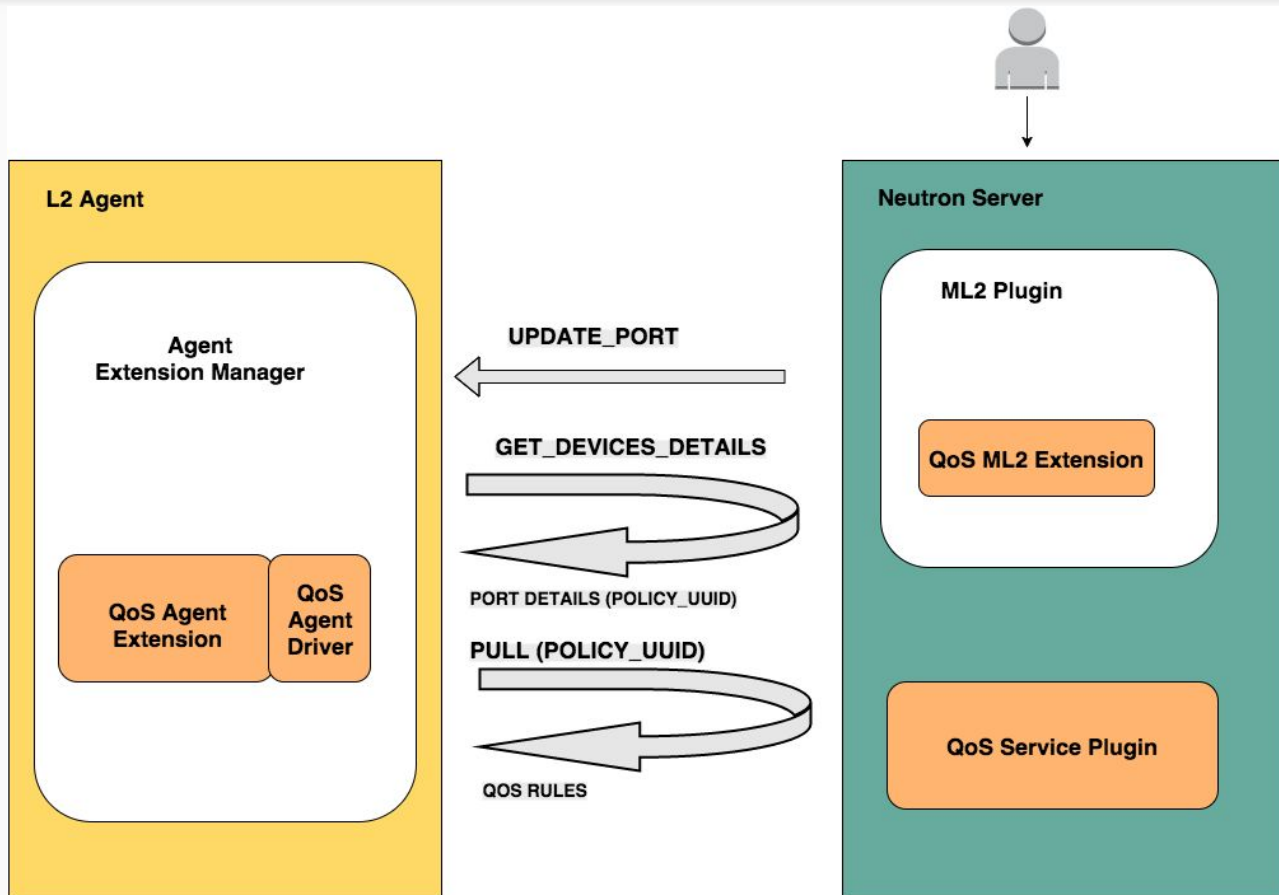 L2 Agent
Agent
Extension Manager
QoS Agent
Extension
QoS
Agent
Driver
UPDATE_PORT
GET_DEVICES_DETAILS
PORT DETAILS (POLICY_UUID)
PULL (POLICY_UUID)
QOS RULES
Neutron Server
ML2 Plugin
QoS ML2 Extension
QoS Service Plugin